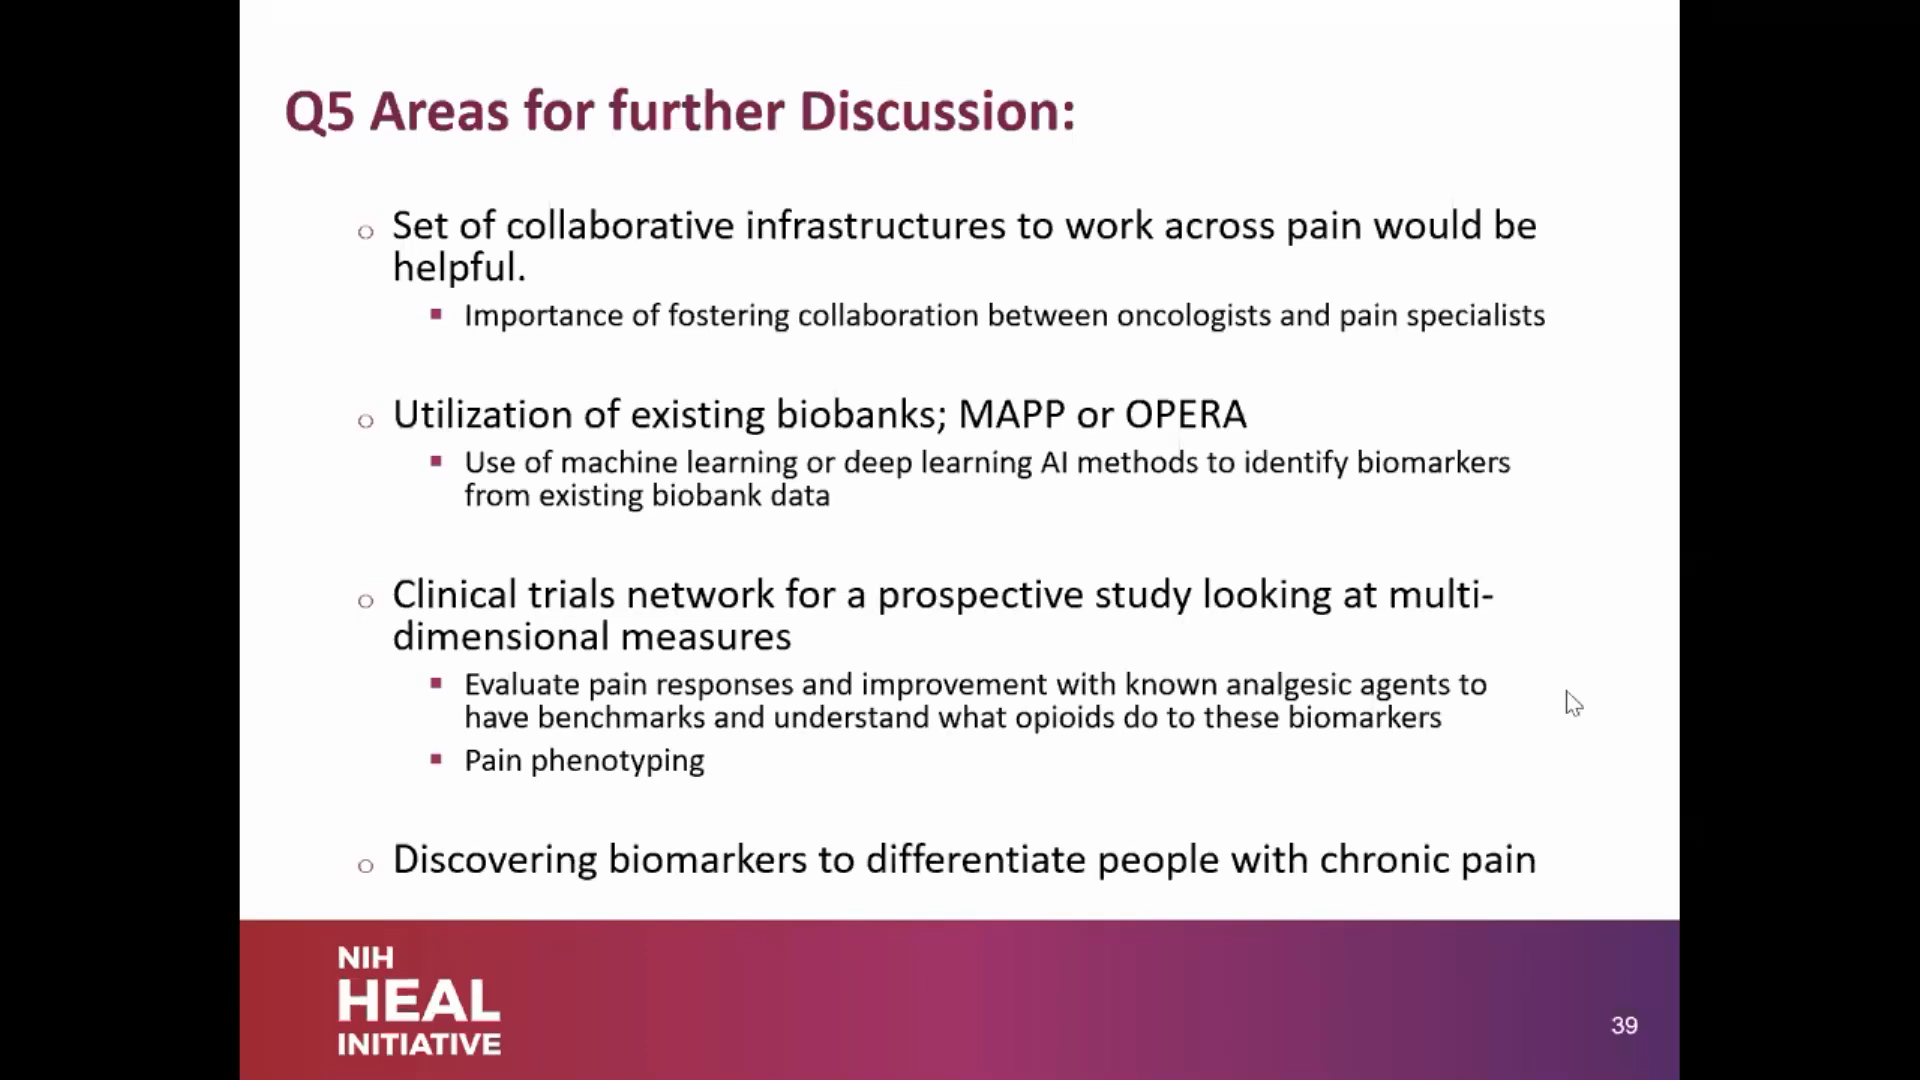 Q5 Areas for further Discussion:
Set of collaborative infrastructures to work across pain would be
helpful.
Importance of fostering collaboration between oncologists and pain specialists
Utilization of existing biobanks; MAPP or OPERA
Use of machine learning or deep learning AI methods to identify biomarkers
from existing biobank data
Clinical trials network for a prospective study looking at multi-
dimensional measures
Evaluate pain responses and improvement with known analgesic agents to
have benchmarks and understand what opioids do to these biomarkers
Pain phenotyping
Discovering biomarkers to differentiate people with chronic pain
NIH
HEAL
INITIATIVE
39